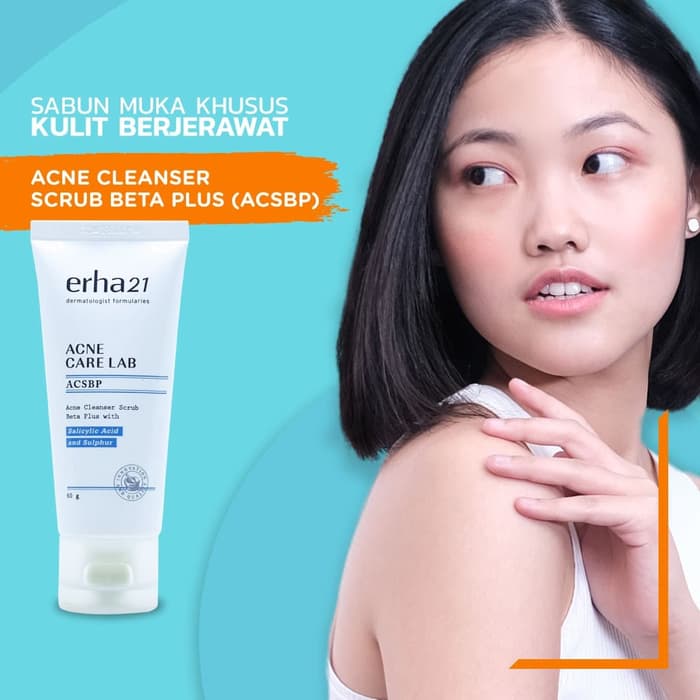 SABUN MUKA KHUSUS
KULIT BERJERAWAT
ACNE CLEANSER
SCRUB BETA PLUS (ACSBP)
erha21
dermatologist formularies
ACNE
CARE LAB
ACSBP
Acne Cleanser Scrub
Beta Plus with
Salicylic Acid
and Sulphur
60 g